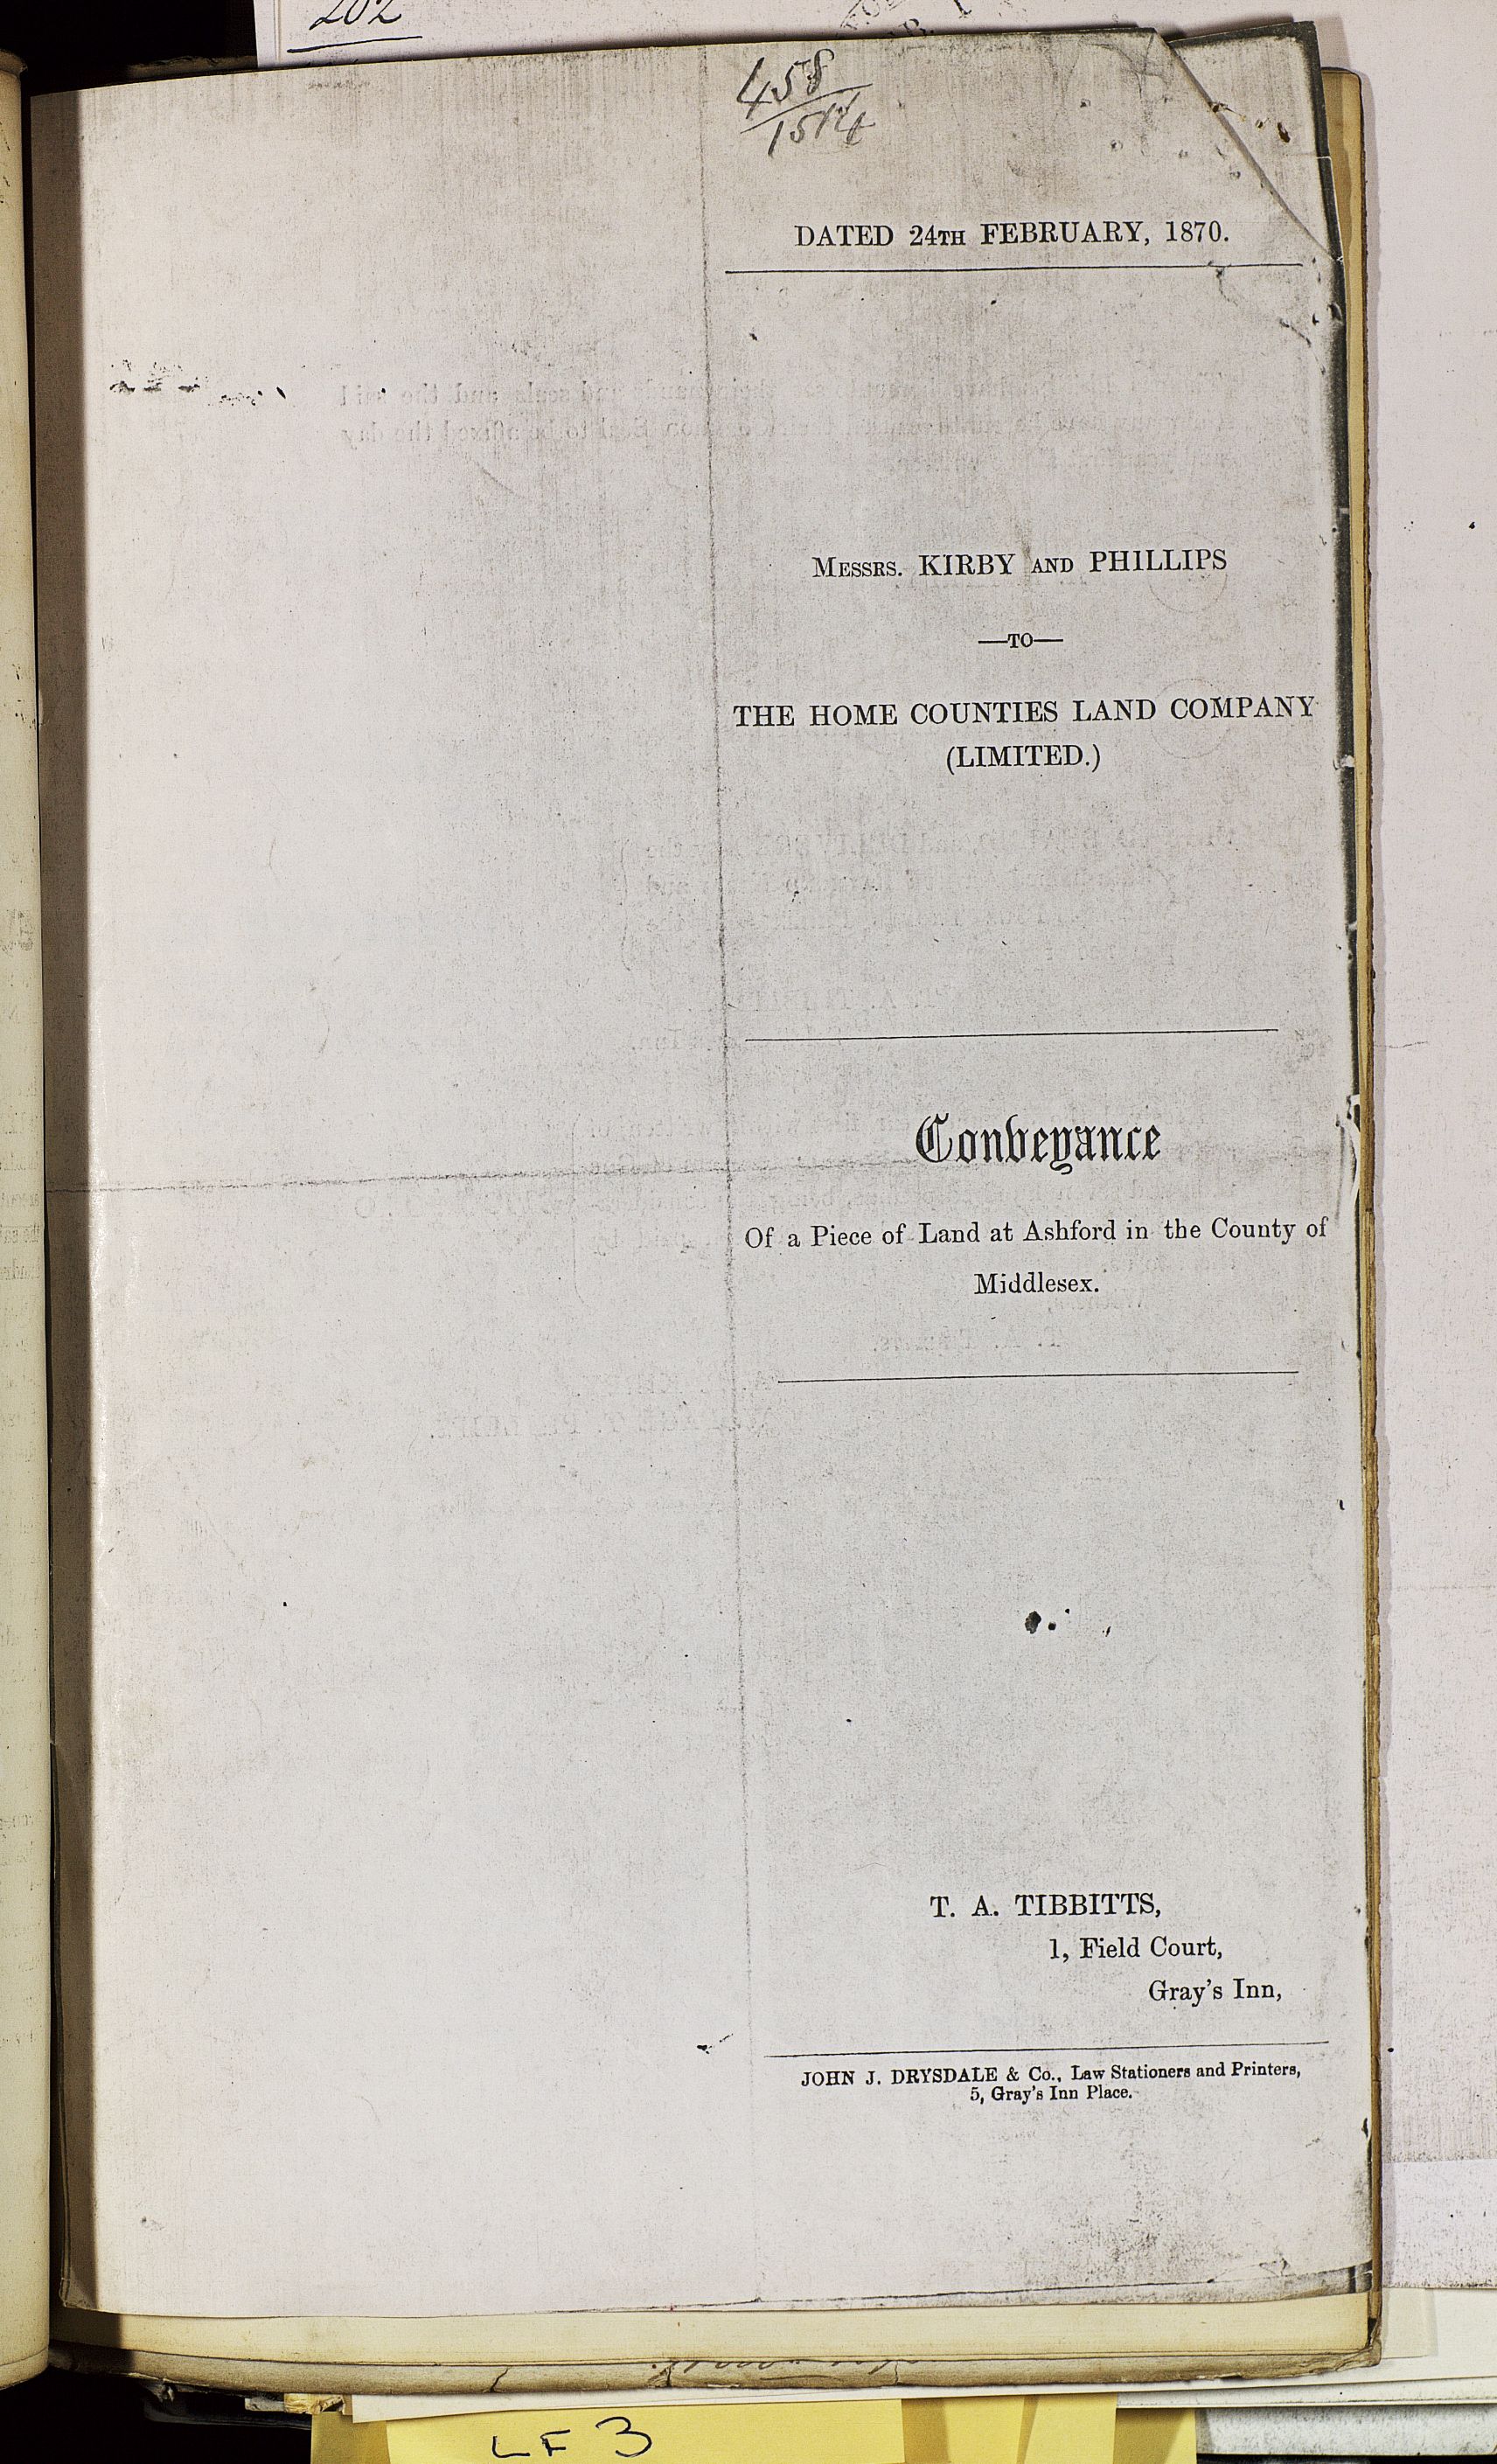 202
458
DATED 24TH FEBRUARY, 1870.
MESSRS. KIRBY AND PHILLIPS
—TO—
THE HOME COUNTIES LAND COMPANY
(LIMITED.)
Conveyance
Of a Piece of Land at Ashford in the County of
Middlesex.
T. A. TIBBITTS,
1, Field Court,
Gray's Inn,
JOHN J. DRYSDALE & Co., Law Stationers and Printers,
5, Gray's Inn Place.
LF 3